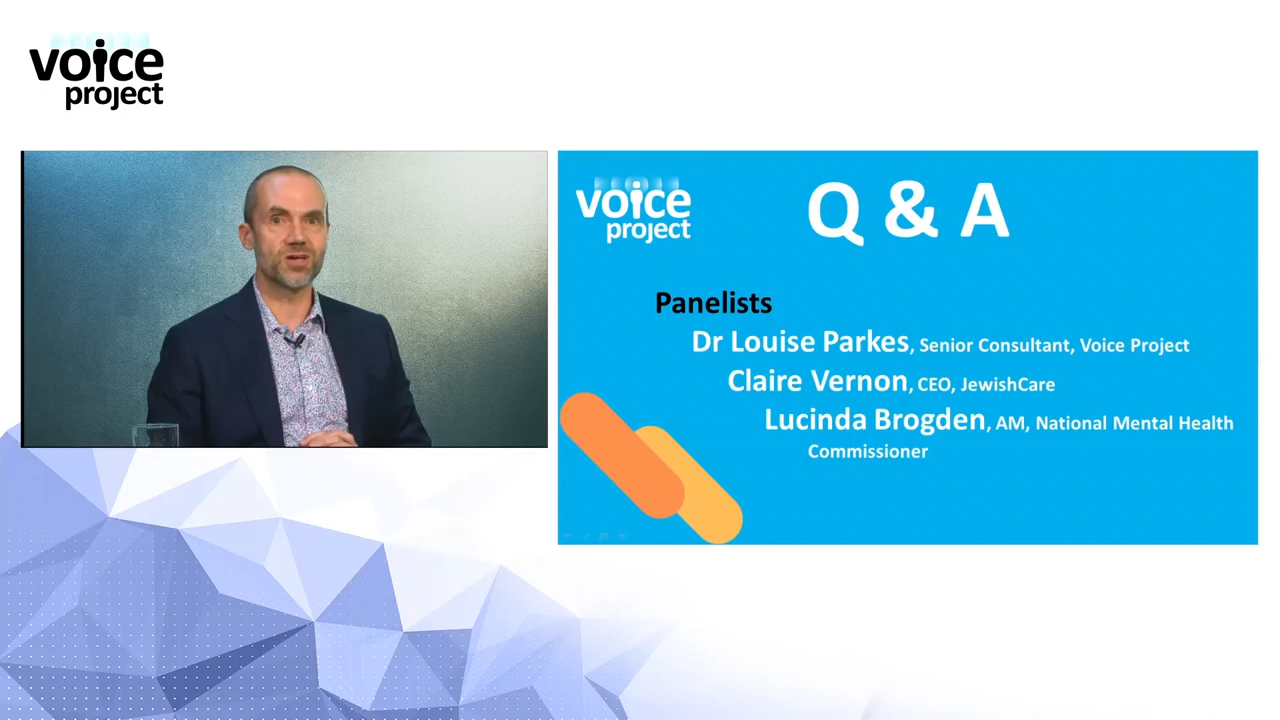 voice
project
voice
project
Q & A
Panelists
Dr Louise Parkes, Senior Consultant, Voice Project
Claire Vernon, CEO, JewishCare
Lucinda Brogden, AM, National Mental Health
Commissioner